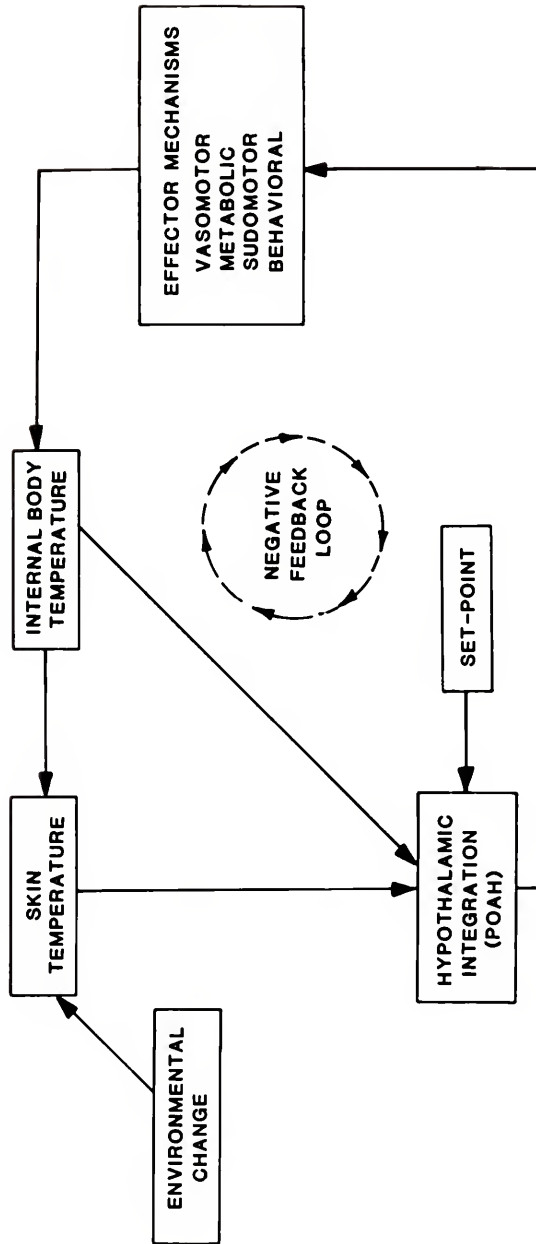 ENVIRONMENTAL
CHANGE
SKIN
TEMPERATURE
INTERNAL BODY
TEMPERATURE
EFFECTOR MECHANISMS
VASOMOTOR
METABOLIC
SUDOMOTOR
BEHAVIORAL
NEGATIVE
FEEDBACK
LOOP
HYPOTHALAMIC
INTEGRATION
(POAH)
SET-POINT